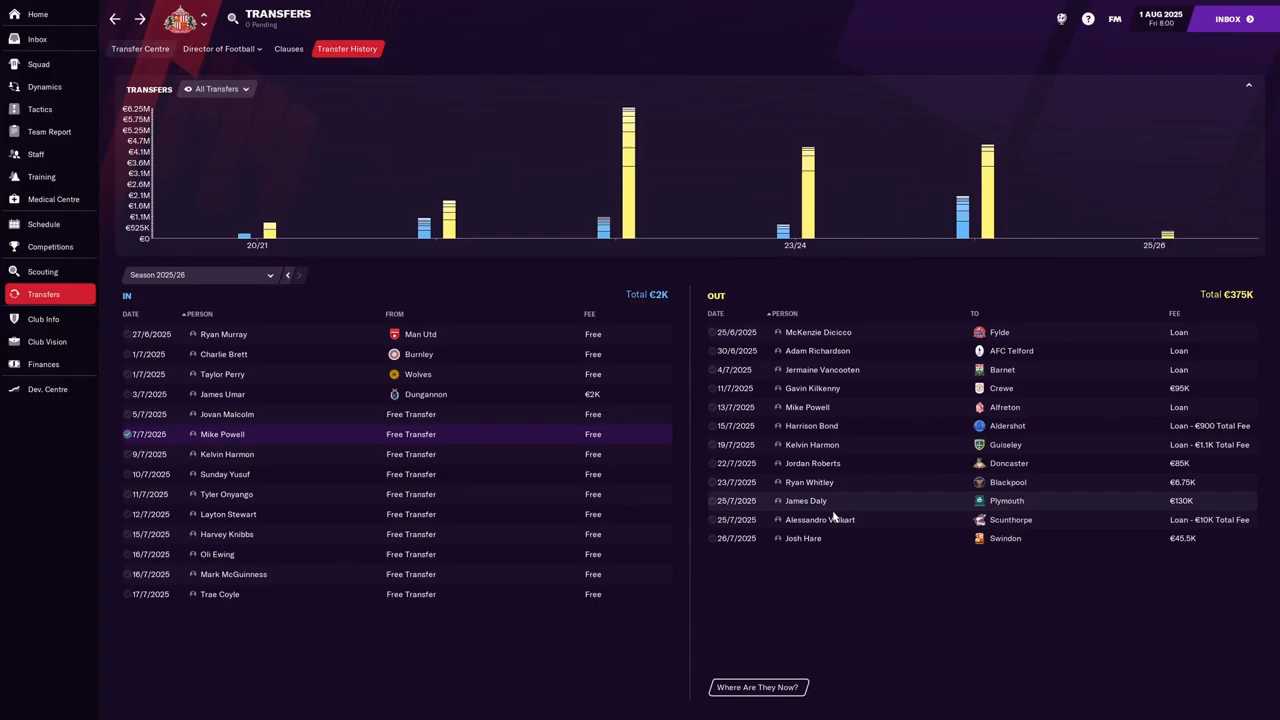 Home
TRANSFERS
0 Pending
1 AUG 2025
Fri 8:00
FM
INBOX
Inbox
Squad
Dynamics
Tactics
Team Report
Staff
Training
Medical Centre
Schedule
Competitions
Scouting
Transfers
Club Info
Club Vision
Finances
Dev. Centre
Transfer Centre
Director of Football
Clauses
Transfer History
TRANSFERS
All Transfers
€6.25M
€5.75M
€5.25M
€4.7M
€4.1M
€3.6M
€3.1M
€2.6M
€2.1M
€1.6M
€1.1M
€525K
€0
20/21
23/24
25/26
Season 2025/26
IN
Total €2K
DATE PERSON FROM FEE
27/6/2025 Ryan Murray Man Utd Free
1/7/2025 Charlie Brett Burnley Free
1/7/2025 Taylor Perry Wolves Free
3/7/2025 James Umar Dungannon €2K
5/7/2025 Jovan Malcolm Free Transfer Free
7/7/2025 Mike Powell Free Transfer Free
9/7/2025 Kelvin Harmon Free Transfer Free
10/7/2025 Sunday Yusuf Free Transfer Free
11/7/2025 Tyler Onyango Free Transfer Free
12/7/2025 Layton Stewart Free Transfer Free
15/7/2025 Harvey Knibbs Free Transfer Free
16/7/2025 Oli Ewing Free Transfer Free
16/7/2025 Mark McGuinness Free Transfer Free
17/7/2025 Trae Coyle Free Transfer Free
OUT
Total €375K
DATE PERSON TO FEE
25/6/2025 McKenzie Dicicco Fylde Loan
30/6/2025 Adam Richardson AFC Telford Loan
4/7/2025 Jermaine Vancooten Barnet Loan
11/7/2025 Gavin Kilkenny Crewe €95K
13/7/2025 Mike Powell Alfreton Loan
15/7/2025 Harrison Bond Aldershot Loan - €900 Total Fee
19/7/2025 Kelvin Harmon Guiseley Loan - €1.1K Total Fee
22/7/2025 Jordan Roberts Doncaster €85K
23/7/2025 Ryan Whitley Blackpool €6.75K
25/7/2025 James Daly Plymouth €130K
25/7/2025 Alessandro Scunthorpe Loan - €10K Total Fee
26/7/2025 Josh Hare Swindon €45.5K
Where Are They Now?